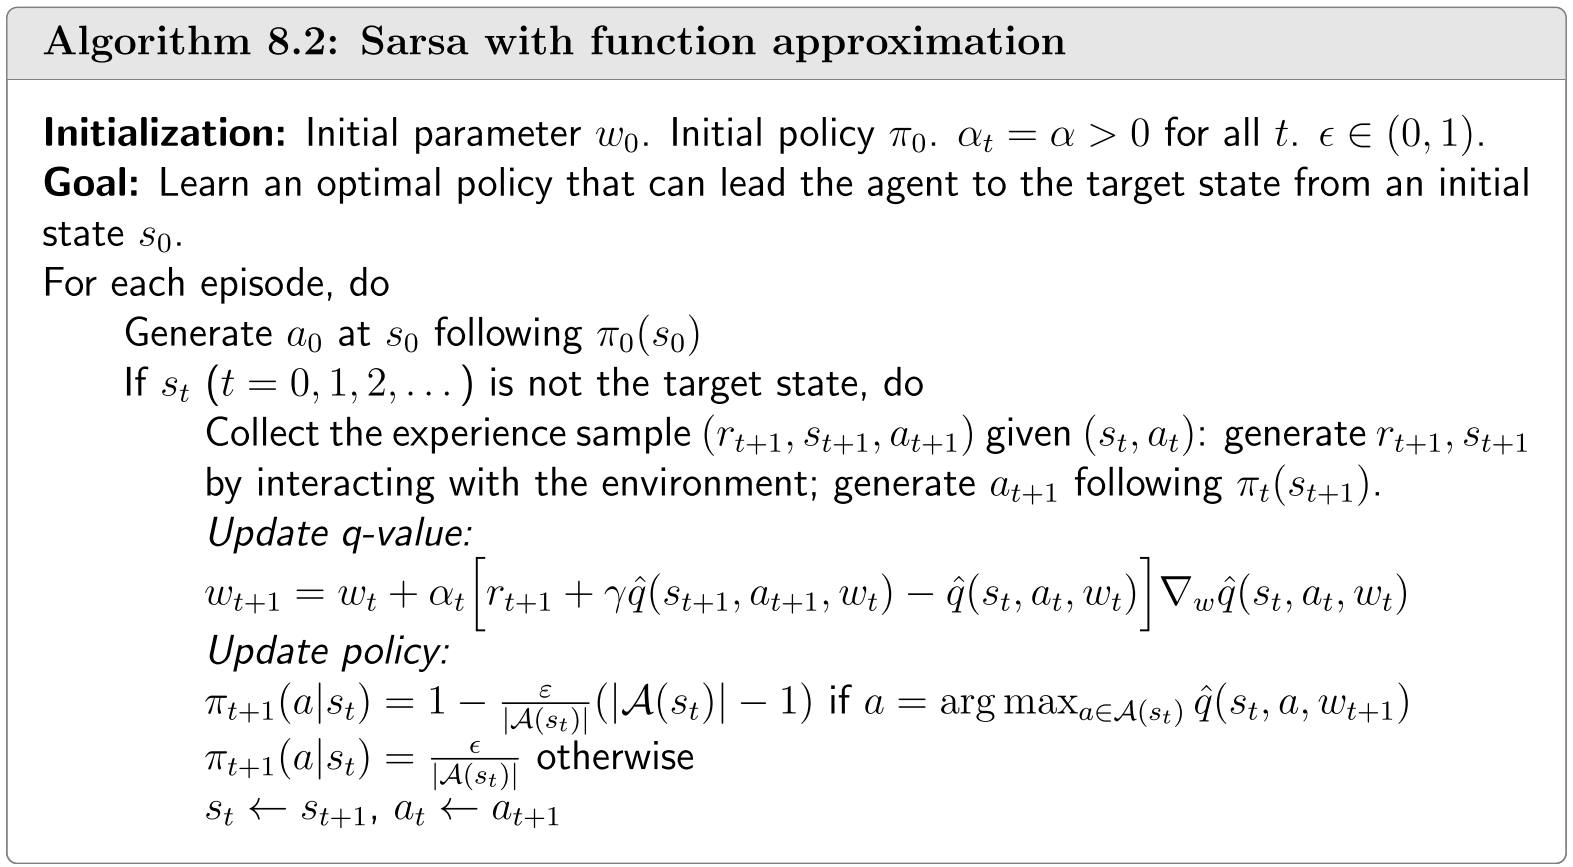 Algorithm 8.2: Sarsa with function approximation
Initialization: Initial parameter $w_0$. Initial policy $\pi_0$. $\alpha_t = \alpha > 0$ for all $t$. $\epsilon \in (0, 1)$.
Goal: Learn an optimal policy that can lead the agent to the target state from an initial
state $s_0$.
For each episode, do
Generate $a_0$ at $s_0$ following $\pi_0(s_0)$
If $s_t$ ($t = 0, 1, 2, \dots$) is not the target state, do
Collect the experience sample $(r_{t+1}, s_{t+1}, a_{t+1})$ given $(s_t, a_t)$: generate $r_{t+1}, s_{t+1}$
by interacting with the environment; generate $a_{t+1}$ following $\pi_t(s_{t+1})$.
Update q-value:
$w_{t+1} = w_t + \alpha_t \Big[ r_{t+1} + \gamma \hat{q}(s_{t+1}, a_{t+1}, w_t) - \hat{q}(s_t, a_t, w_t) \Big] \nabla_w \hat{q}(s_t, a_t, w_t)$
Update policy:
$\pi_{t+1}(a|s_t) = 1 - \frac{\varepsilon}{|\mathcal{A}(s_t)|}(|\mathcal{A}(s_t)| - 1)$ if $a = \arg\max_{a \in \mathcal{A}(s_t)} \hat{q}(s_t, a, w_{t+1})$
$\pi_{t+1}(a|s_t) = \frac{\epsilon}{|\mathcal{A}(s_t)|}$ otherwise
$s_t \leftarrow s_{t+1}$, $a_t \leftarrow a_{t+1}$